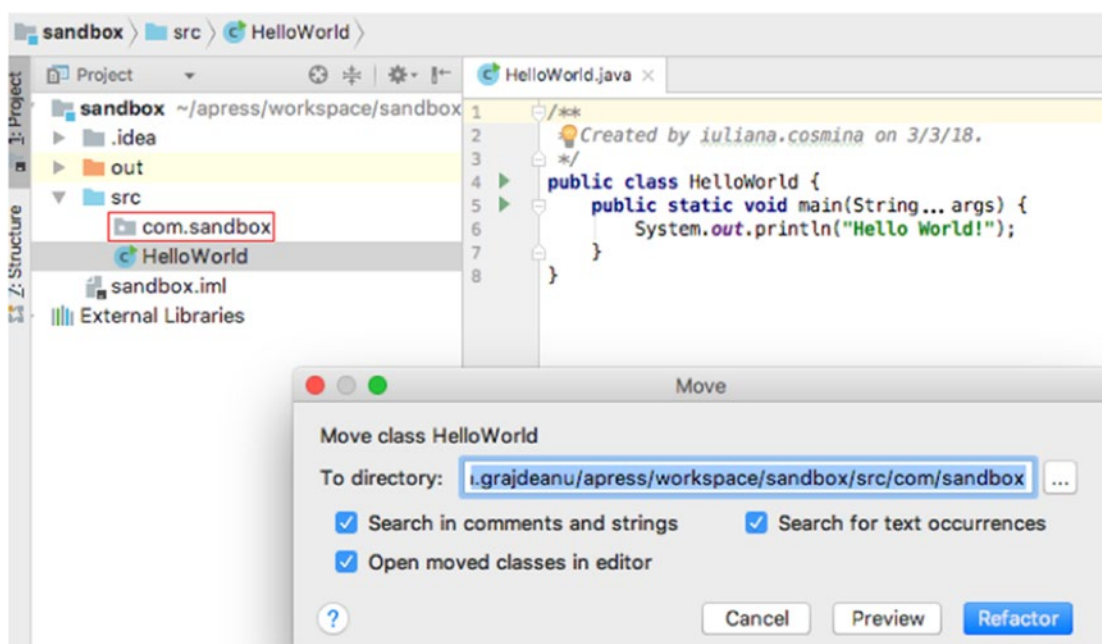 sandbox src HelloWorld
1: Project
Z: Structure
Project
sandbox ~/apress/workspace/sandbox
.idea
out
src
com.sandbox
HelloWorld
sandbox.iml
External Libraries
HelloWorld.java
1 /**
2 Created by iuliana.cosmina on 3/3/18.
3 */
4 public class HelloWorld {
5 public static void main(String... args) {
6 System.out.println("Hello World!");
7 }
8 }
Move
Move class HelloWorld
To directory: .grajdeanu/apress/workspace/sandbox/src/com/sandbox ...
Search in comments and strings Search for text occurrences
Open moved classes in editor
? Cancel Preview Refactor